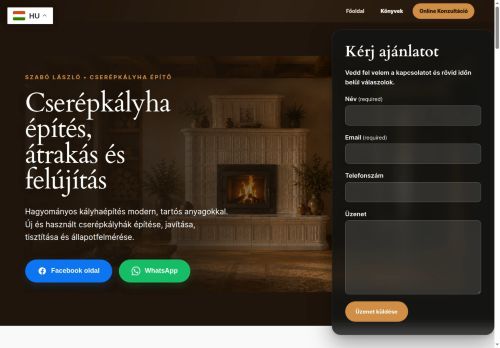 HU
Főoldal
Könyvek
Online Konzultáció
SZABÓ LÁSZLÓ • CSERÉPKÁLYHA ÉPÍTŐ
Cserépkályha
építés,
átrakás és
felújítás
Hagyományos kályhaépítés modern, tartós anyagokkal.
Új és használt cserépkályhák építése, javítása,
tisztítása és állapotfelmérése.
Facebook oldal
WhatsApp
Kérj ajánlatot
Vedd fel velem a kapcsolatot és rövid időn
belül válaszolok.
Név (required)
Email (required)
Telefonszám
Üzenet
Üzenet küldése